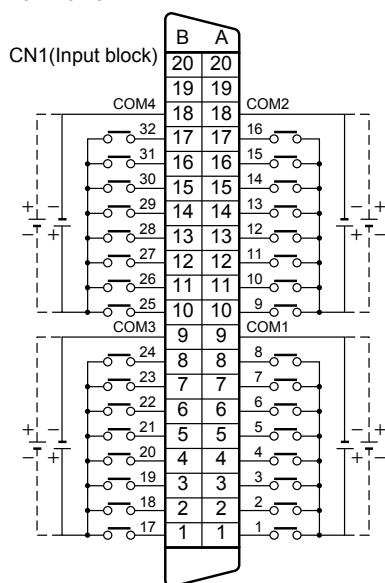 B A
CN1(Input block)
20 20
19 19
COM4 18 18 COM2
32 17 17 16
31 16 16 15
30 15 15 14
29 14 14 13
+ − 28 13 13 12 − +
− + 27 12 12 11 + −
26 11 11 10
25 10 10 9
COM3 9 9 COM1
24 8 8 8
23 7 7 7
22 6 6 6
21 5 5 5
+ − 20 4 4 4 − +
− + 19 3 3 3 + −
18 2 2 2
17 1 1 1